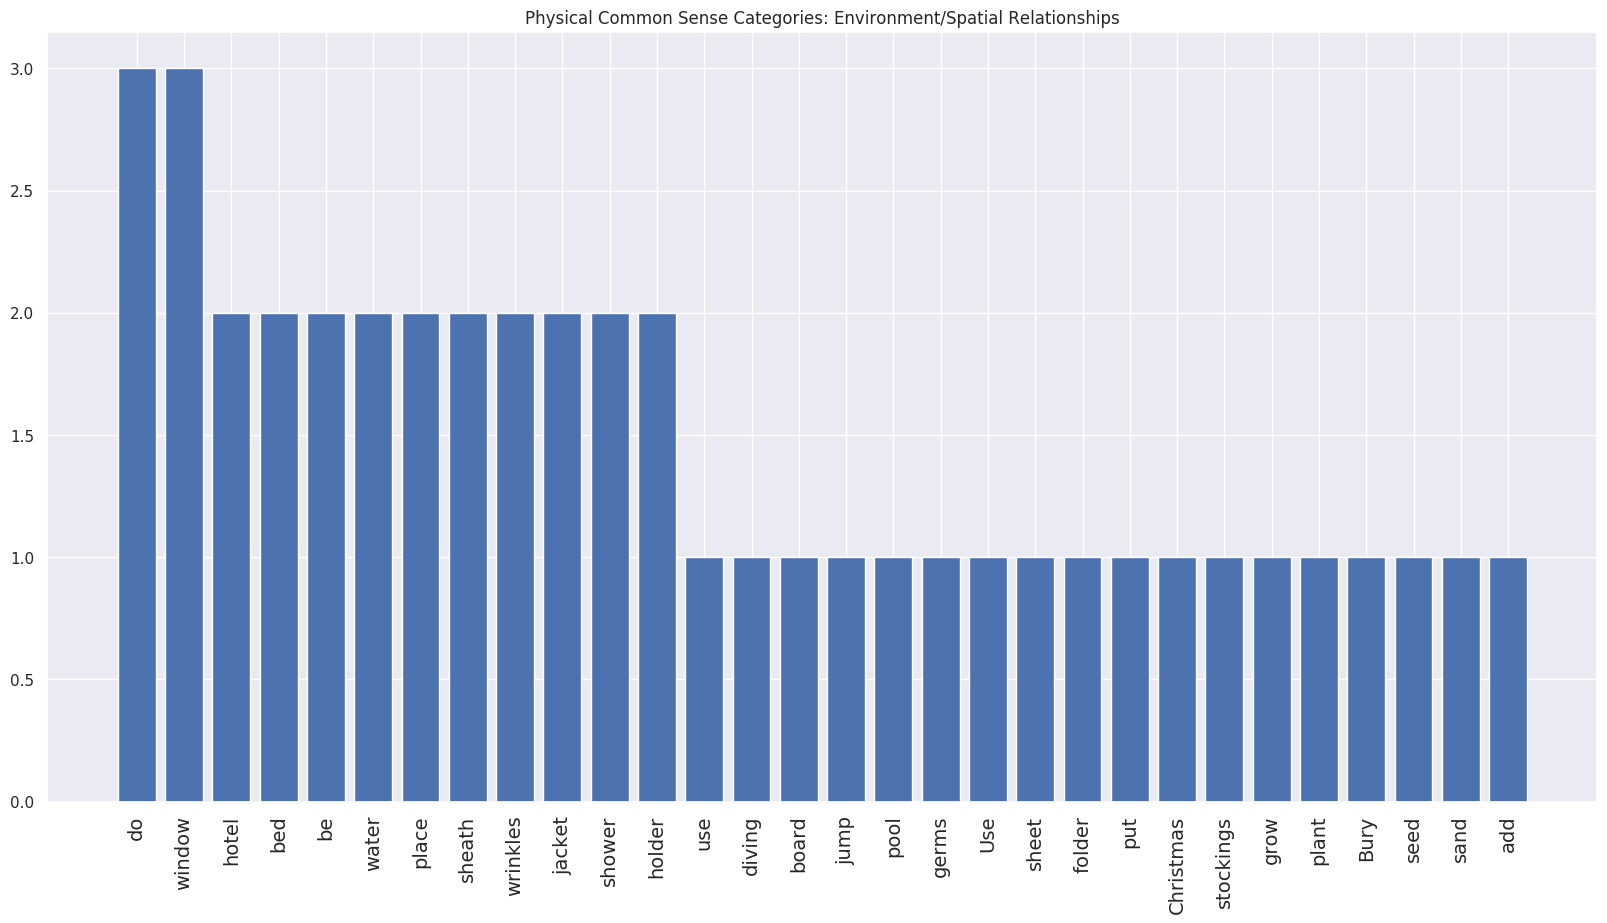 Physical Common Sense Categories: Environment/Spatial Relationships
3.0
2.5
2.0
1.5
1.0
0.5
0.0
do
window
hotel
bed
be
water
place
sheath
wrinkles
jacket
shower
holder
use
diving
board
jump
pool
germs
Use
sheet
folder
put
Christmas
stockings
grow
plant
Bury
seed
sand
add